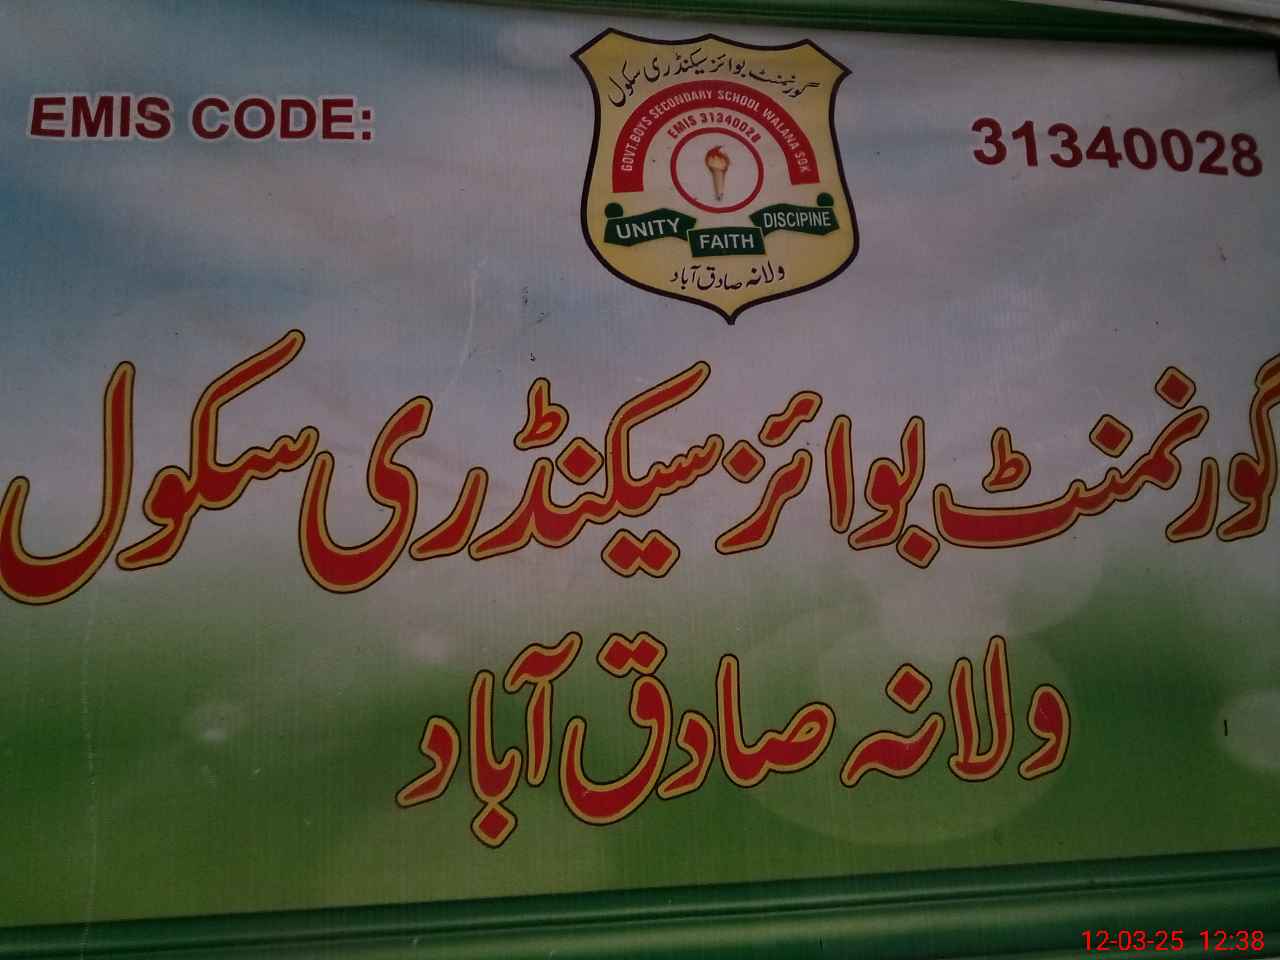 EMIS CODE: 31340028
گورنمنٹ بوائز سیکنڈری سکول
GOVT.BOYS SECONDARY SCHOOL WALANA SDK
EMIS 31340028
UNITY FAITH DISCIPINE
ولانہ صادق آباد
گورنمنٹ بوائز سیکنڈری سکول
ولانہ صادق آباد
12-03-25 12:38